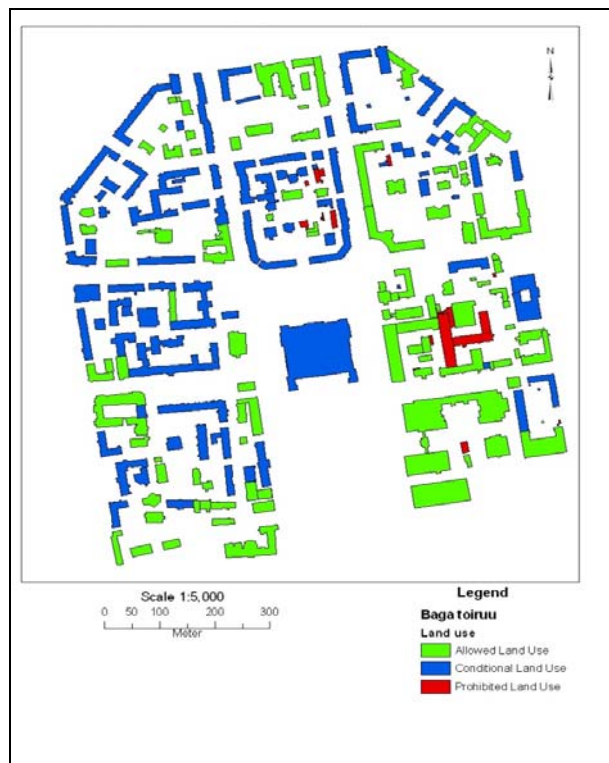 N
Scale 1:5,000
0 50 100 200 300
Meter
Legend
Baga toiruu
Land use
Allowed Land Use
Conditional Land Use
Prohibited Land Use